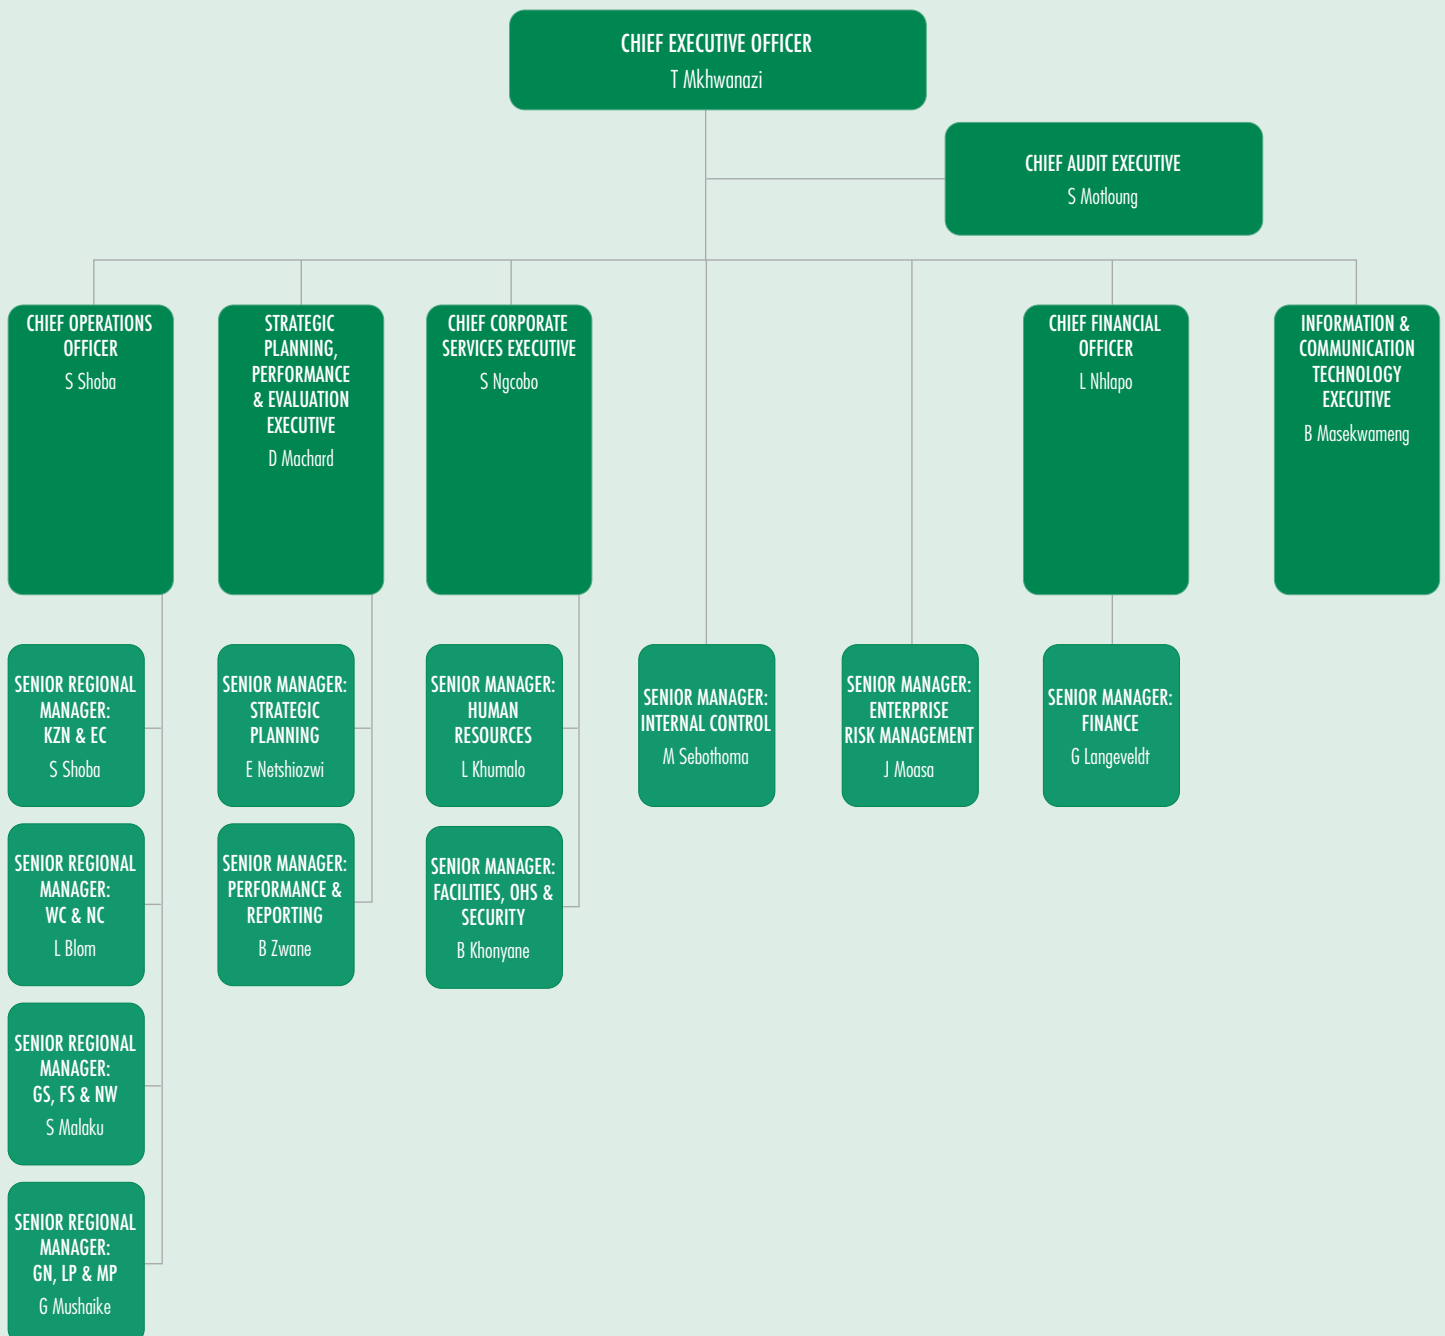 CHIEF EXECUTIVE OFFICER
T Mkhwanazi
CHIEF AUDIT EXECUTIVE
S Motloung
CHIEF OPERATIONS
OFFICER
S Shoba
STRATEGIC
PLANNING,
PERFORMANCE
& EVALUATION
EXECUTIVE
D Machard
CHIEF CORPORATE
SERVICES EXECUTIVE
S Ngcobo
CHIEF FINANCIAL
OFFICER
L Nhlapo
INFORMATION &
COMMUNICATION
TECHNOLOGY
EXECUTIVE
B Masekwameng
SENIOR REGIONAL
MANAGER:
KZN & EC
S Shoba
SENIOR MANAGER:
STRATEGIC
PLANNING
E Netshiozwi
SENIOR MANAGER:
HUMAN
RESOURCES
L Khumalo
SENIOR MANAGER:
INTERNAL CONTROL
M Sebothoma
SENIOR MANAGER:
ENTERPRISE
RISK MANAGEMENT
J Moasa
SENIOR MANAGER:
FINANCE
G Langeveldt
SENIOR REGIONAL
MANAGER:
WC & NC
L Blom
SENIOR MANAGER:
PERFORMANCE &
REPORTING
B Zwane
SENIOR MANAGER:
FACILITIES, OHS &
SECURITY
B Khonyane
SENIOR REGIONAL
MANAGER:
GS, FS & NW
S Malaku
SENIOR REGIONAL
MANAGER:
GN, LP & MP
G Mushaike